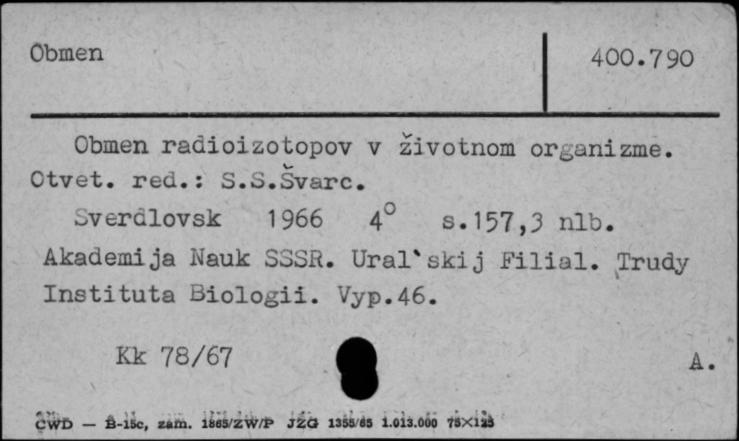 Obmen
400.790
Obmen radioizotopov v životnom organizme.
Otvet. red.: S.S.Švarc.
Sverdlovsk 1966 4° s.157,3 nlb.
Akademija Nauk SSSR. Ural`skij Filial. Trudy
Instituta Biologii. Vyp.46.
Kk 78/67
A.
CWD — B-15c, zam. 1865/ZW/P JZG 1355/65 1.013.000 75×125